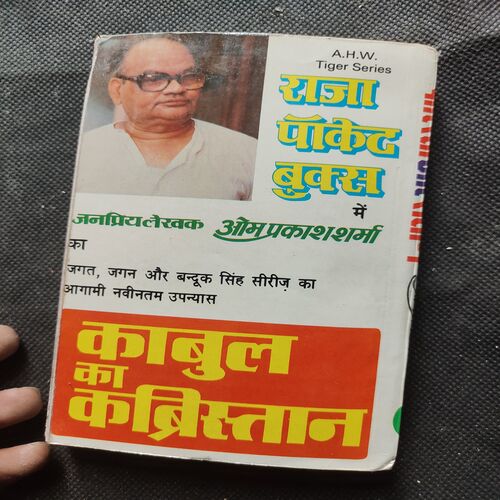 A.H.W.
Tiger Series
राजा
पॉकेट
बुक्स
में
जनप्रिय लेखक ओम प्रकाश शर्मा
का
जगत, जगन और बन्दूक सिंह सीरीज़ का
आगामी नवीनतम उपन्यास
काबुल
का
कब्रिस्तान